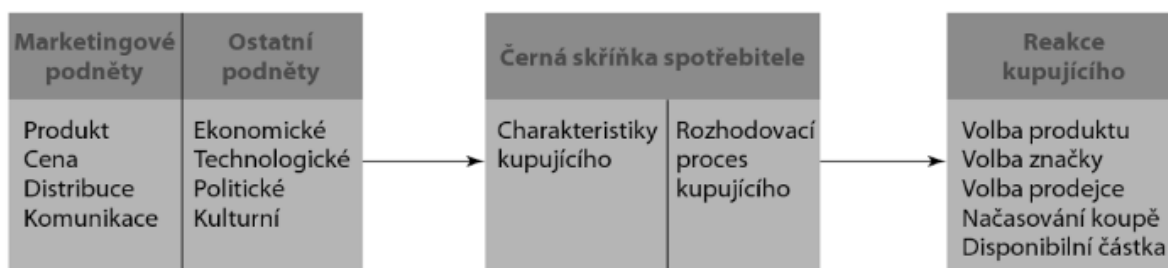 Marketingové
podněty
Ostatní
podněty
Produkt
Cena
Distribuce
Komunikace
Ekonomické
Technologické
Politické
Kulturní
Černá skříňka spotřebitele
Charakteristiky
kupujícího
Rozhodovací
proces
kupujícího
Reakce
kupujícího
Volba produktu
Volba značky
Volba prodejce
Načasování koupě
Disponibilní částka